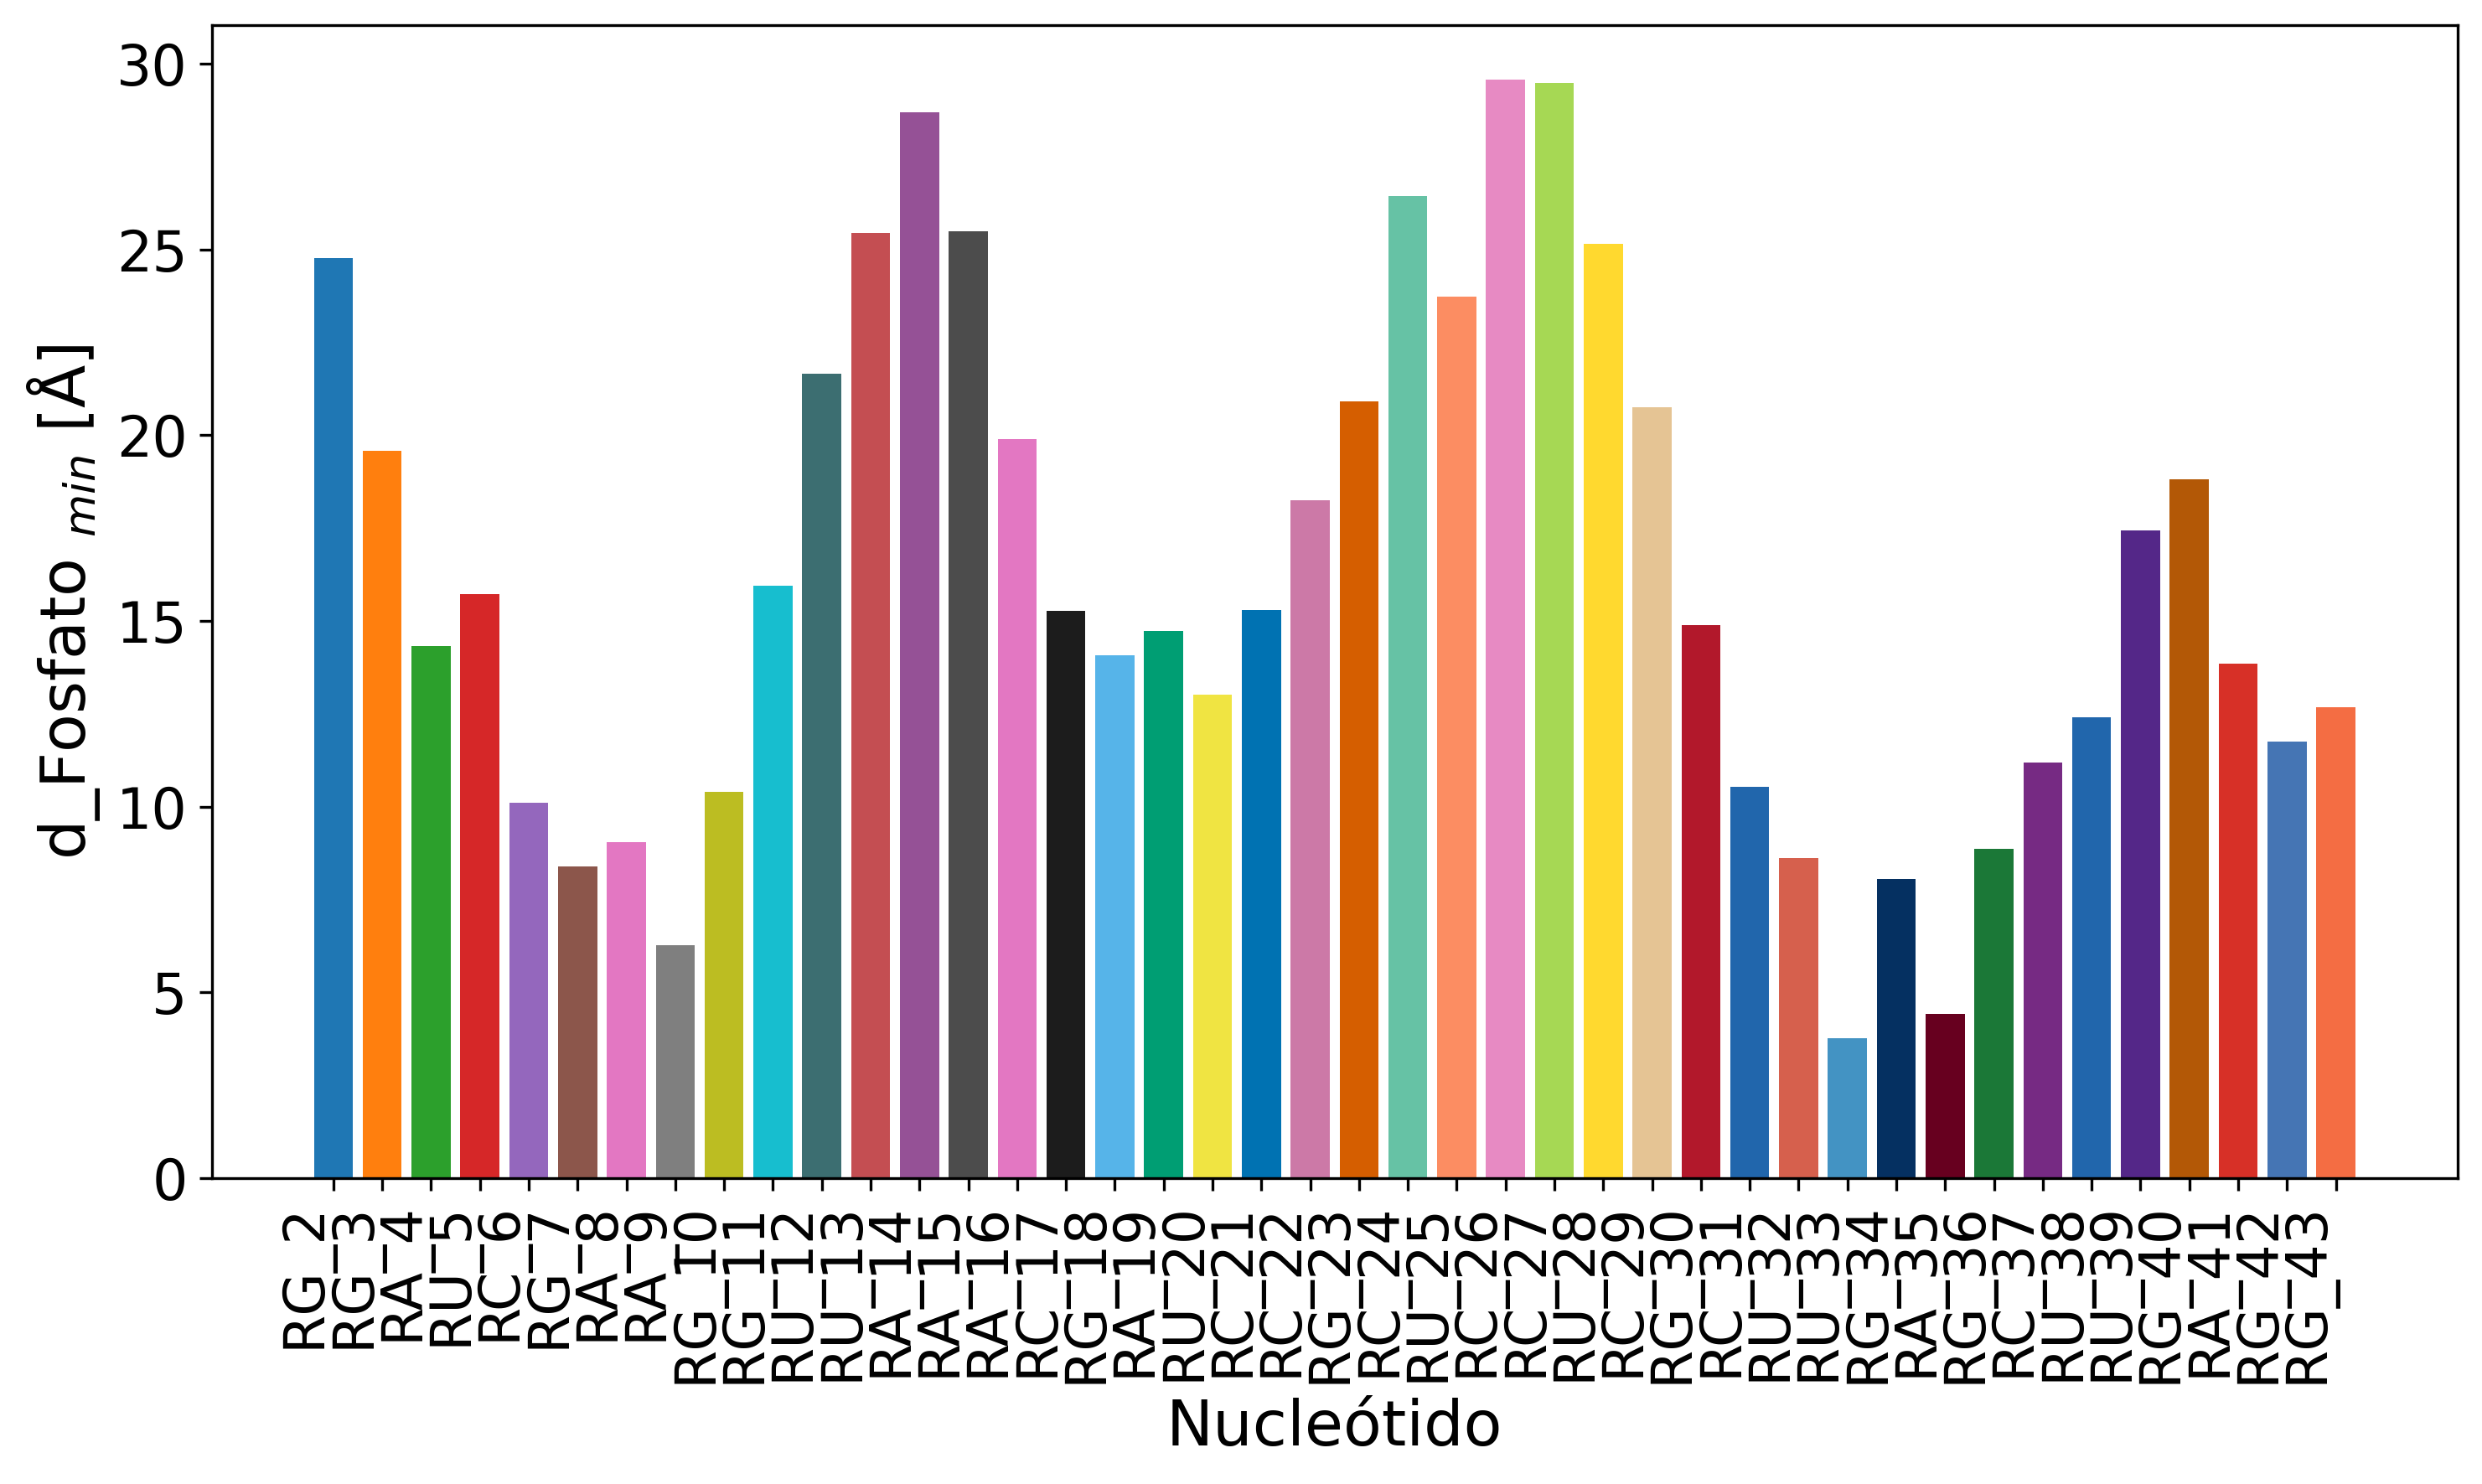 d_Fosfato min [Å]
30
25
20
15
10
5
0
RG_2
RG_3
RA_4
RU_5
RC_6
RG_7
RA_8
RA_9
RG_10
RG_11
RU_12
RU_13
RA_14
RA_15
RA_16
RC_17
RG_18
RA_19
RU_20
RC_21
RC_22
RG_23
RC_24
RU_25
RC_26
RC_27
RU_28
RC_29
RG_30
RC_31
RU_32
RU_33
RG_34
RA_35
RG_36
RC_37
RU_38
RU_39
RG_40
RA_41
RG_42
RG_43
Nucleótido